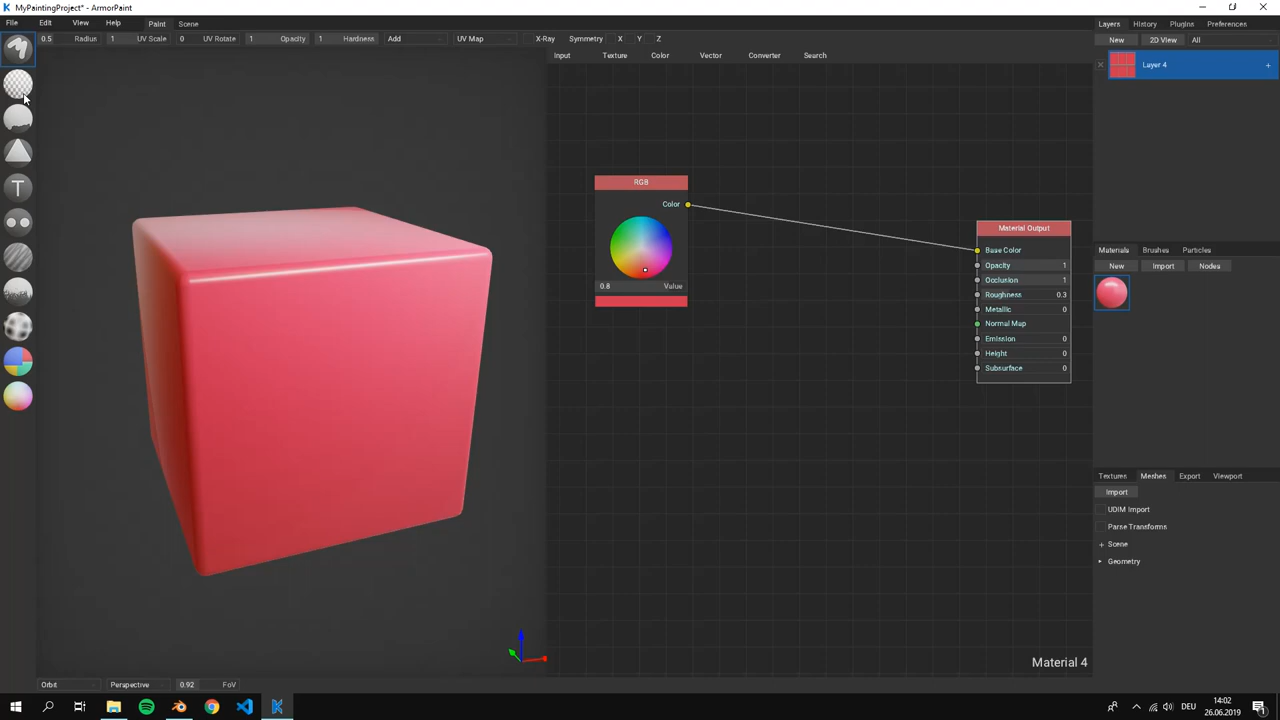 MyPaintingProject* - ArmorPaint
File Edit View Help Paint Scene
Layers History Plugins Preferences
0.5 Radius 1 UV Scale 0 UV Rotate 1 Opacity 1 Hardness Add UV Map X-Ray Symmetry X Y Z
New 2D View All
Input Texture Color Vector Converter Search
Layer 4 +
RGB
Color
0.8 Value
Material Output
Base Color
Opacity 1
Occlusion 1
Roughness 0.3
Metallic 0
Normal Map
Emission 0
Height 0
Subsurface 0
T
Materials Brushes Particles
New Import Nodes
Textures Meshes Export Viewport
Import
UDIM Import
Parse Transforms
+ Scene
Geometry
Material 4
Orbit Perspective 0.92 FoV
DEU
14:02
26.06.2019
1